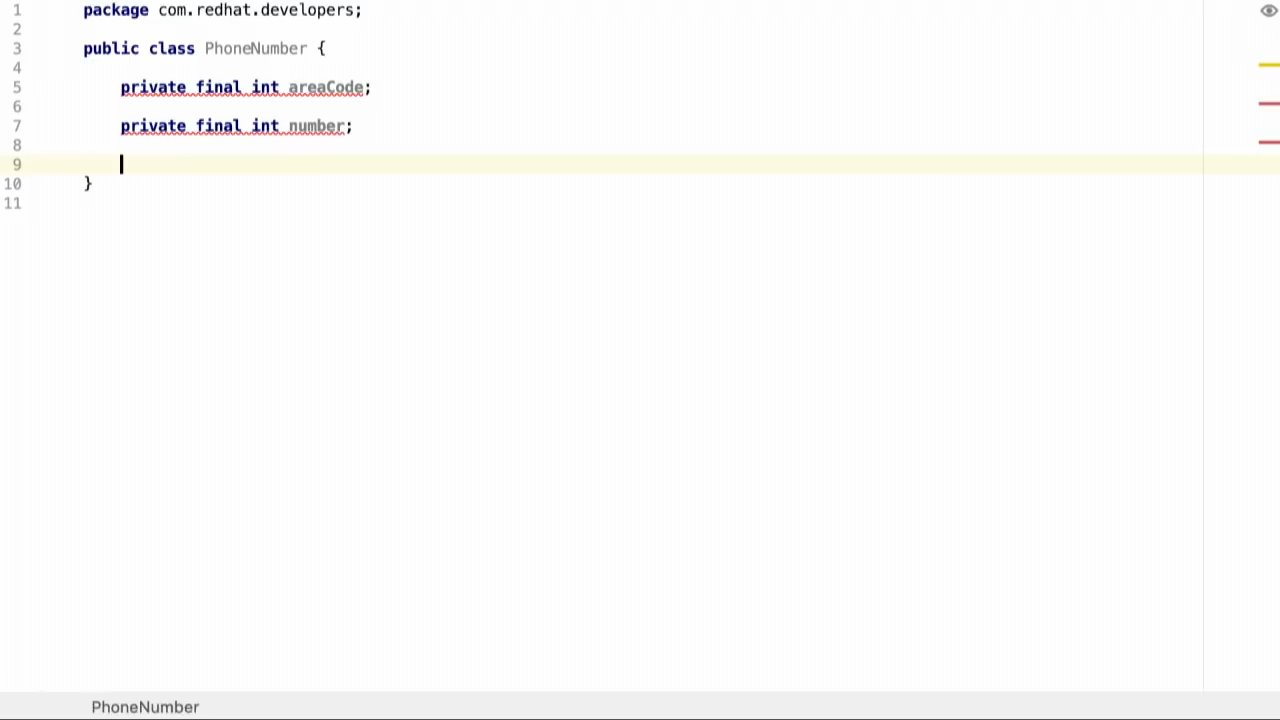 1 package com.redhat.developers;
2
3 public class PhoneNumber {
4
5 private final int areaCode;
6
7 private final int number;
8
9
10 }
11
PhoneNumber